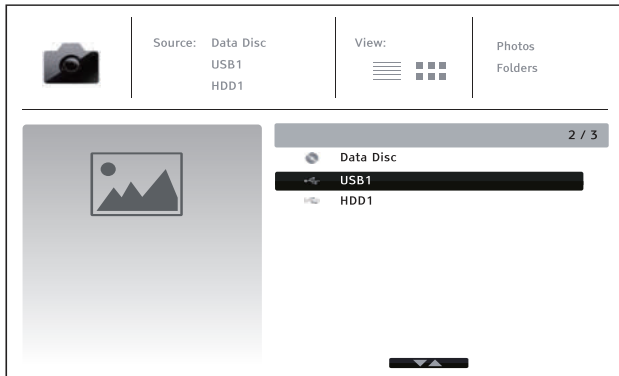 Source: Data Disc
USB1
HDD1
View:
Photos
Folders
2 / 3
Data Disc
USB1
HDD1